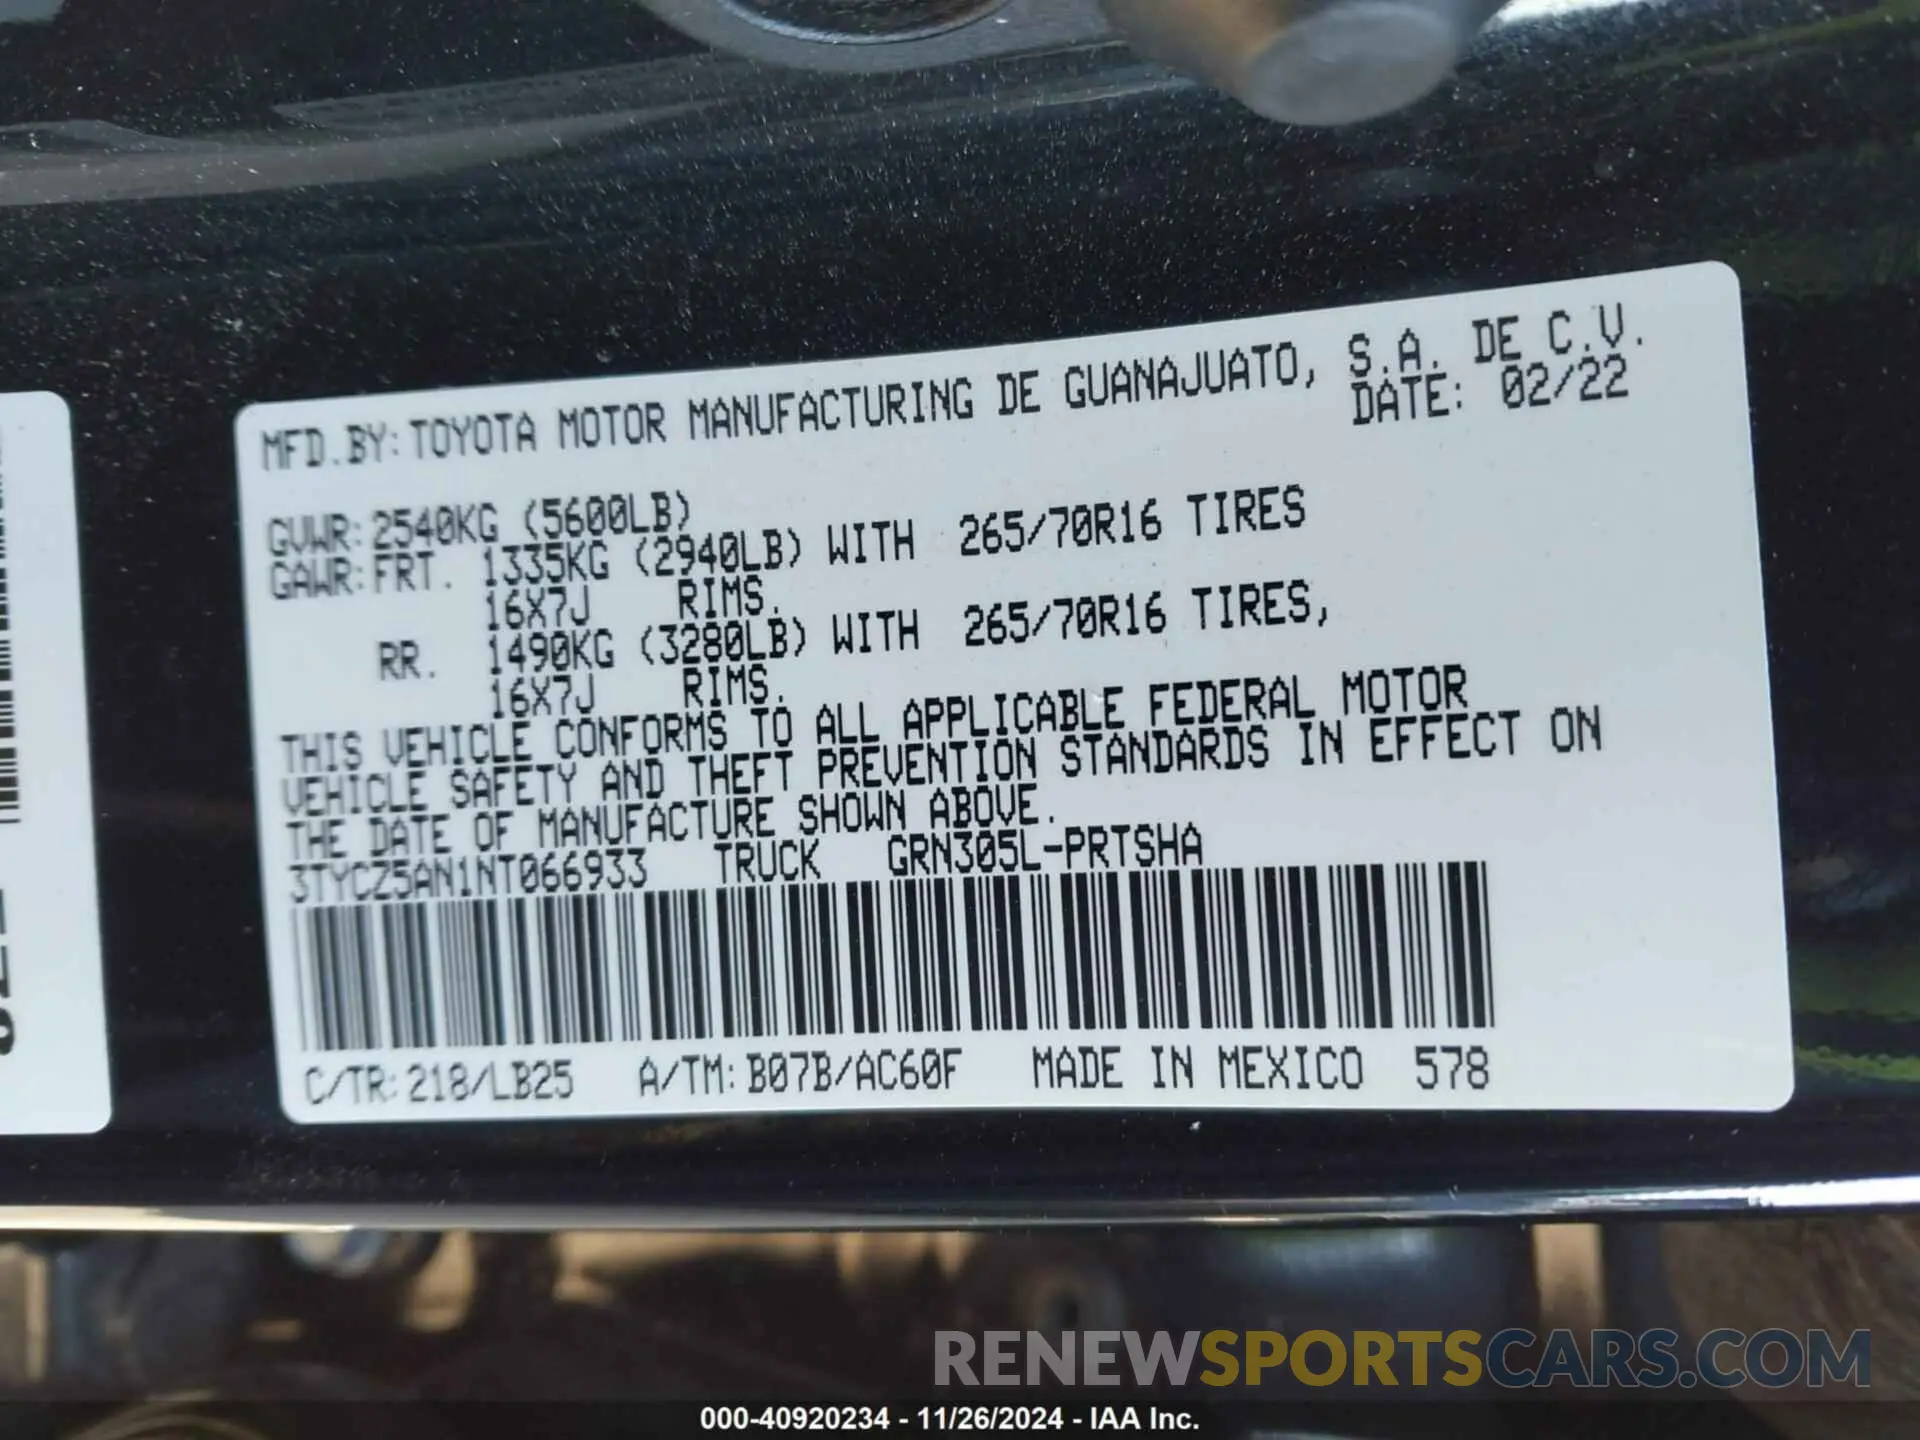 MFD.BY:TOYOTA MOTOR MANUFACTURING DE GUANAJUATO, S.A. DE C.V.
DATE: 02/22
GVWR:2540KG (5600LB)
GAWR:FRT. 1335KG (2940LB) WITH 265/70R16 TIRES
16X7J RIMS.
RR. 1490KG (3280LB) WITH 265/70R16 TIRES,
16X7J RIMS.
THIS VEHICLE CONFORMS TO ALL APPLICABLE FEDERAL MOTOR
VEHICLE SAFETY AND THEFT PREVENTION STANDARDS IN EFFECT ON
THE DATE OF MANUFACTURE SHOWN ABOVE.
3TYCZ5AN1NT066933 TRUCK GRN305L-PRTSHA
C/TR:218/LB25 A/TM:B07B/AC60F MADE IN MEXICO 578
RENEWSPORTSCARS.COM
000-40920234 - 11/26/2024 - IAA Inc.